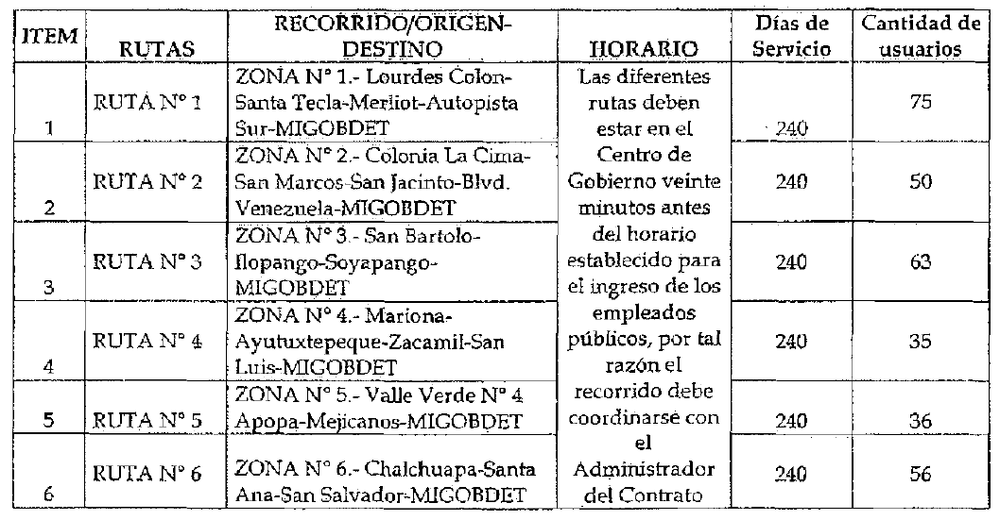 ITEM RUTAS RECORRIDO/ORIGEN-DESTINO HORARIO Días de Servicio Cantidad de usuarios
1 RUTA N° 1
ZONA N° 1.- Lourdes Colon-
Santa Tecla-Merliot-Autopista
Sur-MIGOBDET
240 75
2 RUTA N° 2
ZONA N° 2.- Colonia La Cima-
San Marcos-San Jacinto-Blvd.
Venezuela-MIGOBDET
240 50
3 RUTA N° 3
ZONA N° 3.- San Bartolo-
Ilopango-Soyapango-
MIGOBDET
240 63
4 RUTA N° 4
ZONA N° 4.- Mariona-
Ayutuxtepeque-Zacamil-San
Luis-MIGOBDET
240 35
5 RUTA N° 5
ZONA N° 5.- Valle Verde N° 4
Apopa-Mejicanos-MIGOBDET
240 36
6 RUTA N° 6
ZONA N° 6.- Chalchuapa-Santa
Ana-San Salvador-MIGOBDET
240 56
Las diferentes
rutas deben
estar en el
Centro de
Gobierno veinte
minutos antes
del horario
establecido para
el ingreso de los
empleados
públicos, por tal
razón el
recorrido debe
coordinarse con
el
Administrador
del Contrato